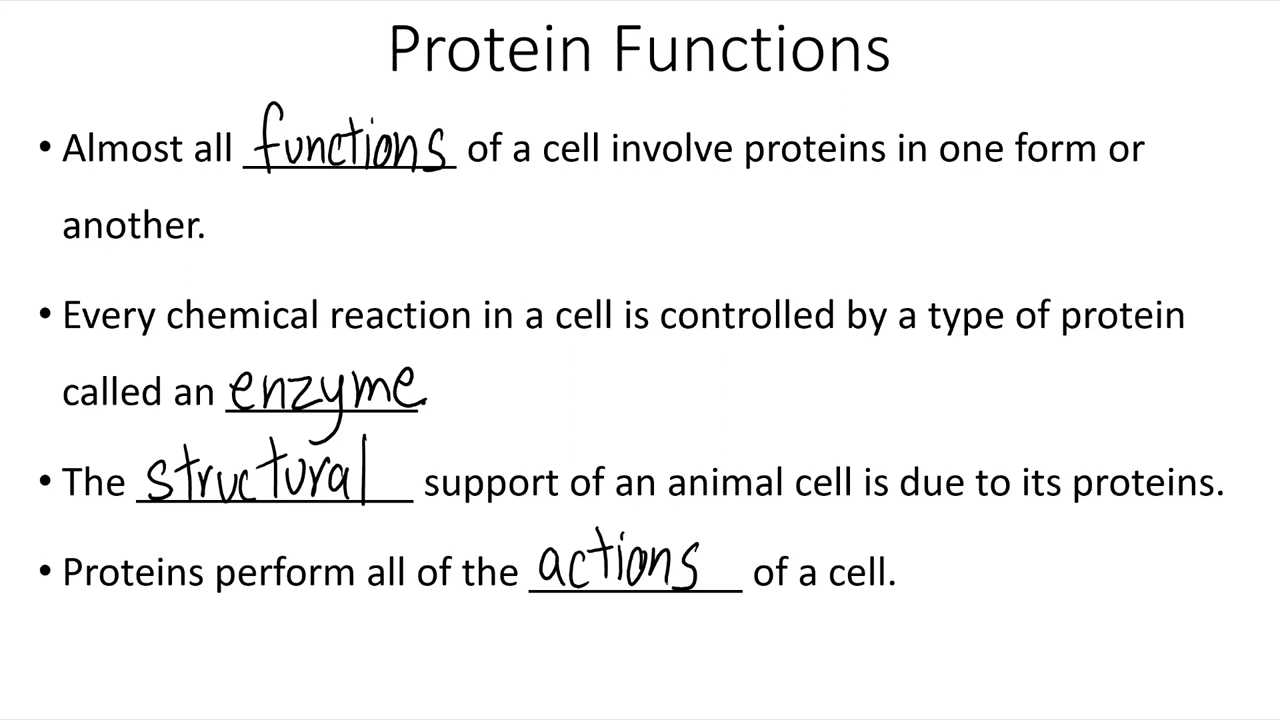 Protein Functions
• Almost all functions of a cell involve proteins in one form or
another.
• Every chemical reaction in a cell is controlled by a type of protein
called an enzyme.
• The structural support of an animal cell is due to its proteins.
• Proteins perform all of the actions of a cell.